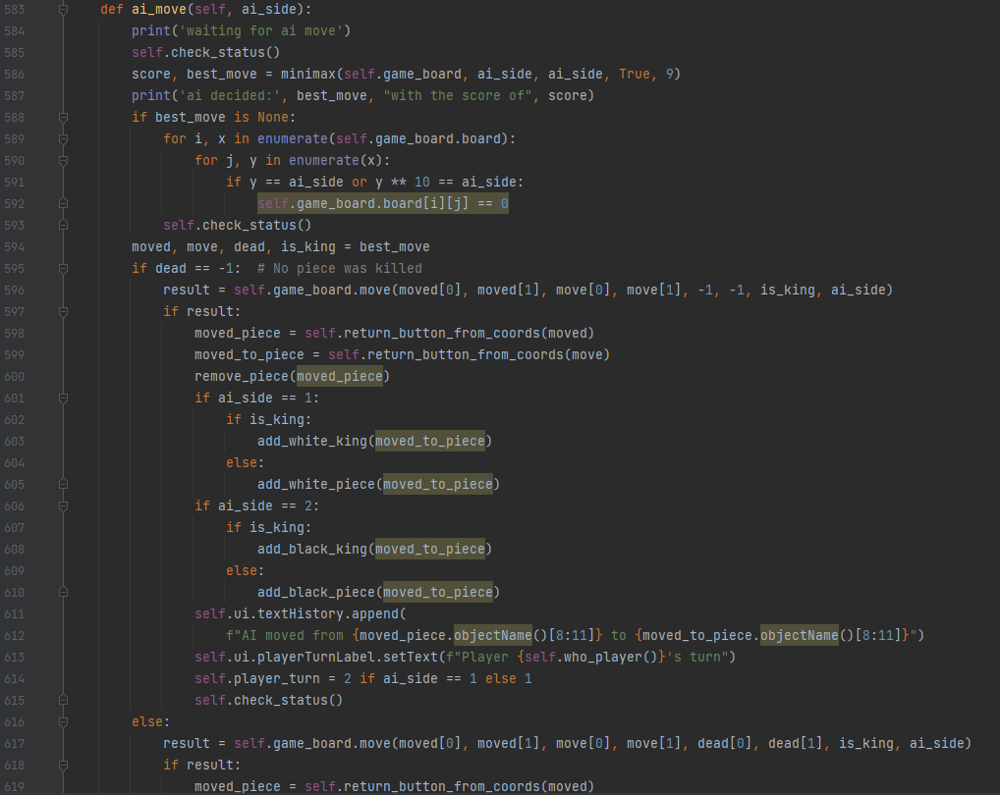 583 def ai_move(self, ai_side):
584 print('waiting for ai move')
585 self.check_status()
586 score, best_move = minimax(self.game_board, ai_side, ai_side, True, 9)
587 print('ai decided:', best_move, "with the score of", score)
588 if best_move is None:
589 for i, x in enumerate(self.game_board.board):
590 for j, y in enumerate(x):
591 if y == ai_side or y ** 10 == ai_side:
592 self.game_board.board[i][j] == 0
593 self.check_status()
594 moved, move, dead, is_king = best_move
595 if dead == -1:  # No piece was killed
596 result = self.game_board.move(moved[0], moved[1], move[0], move[1], -1, -1, is_king, ai_side)
597 if result:
598 moved_piece = self.return_button_from_coords(moved)
599 moved_to_piece = self.return_button_from_coords(move)
600 remove_piece(moved_piece)
601 if ai_side == 1:
602 if is_king:
603 add_white_king(moved_to_piece)
604 else:
605 add_white_piece(moved_to_piece)
606 if ai_side == 2:
607 if is_king:
608 add_black_king(moved_to_piece)
609 else:
610 add_black_piece(moved_to_piece)
611 self.ui.textHistory.append(
612 f"AI moved from {moved_piece.objectName()[8:11]} to {moved_to_piece.objectName()[8:11]}")
613 self.ui.playerTurnLabel.setText(f"Player {self.who_player()}'s turn")
614 self.player_turn = 2 if ai_side == 1 else 1
615 self.check_status()
616 else:
617 result = self.game_board.move(moved[0], moved[1], move[0], move[1], dead[0], dead[1], is_king, ai_side)
618 if result:
619 moved_piece = self.return_button_from_coords(moved)